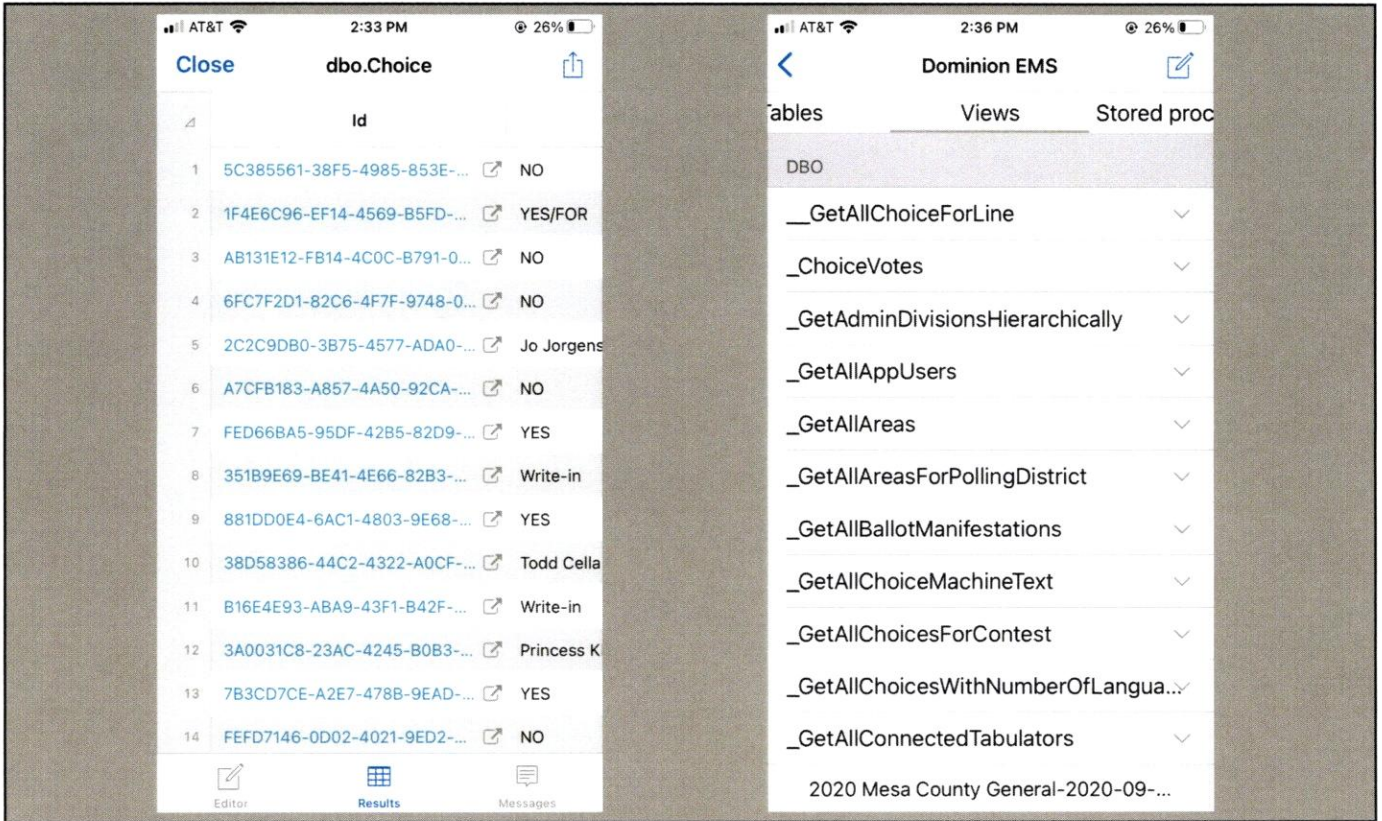 AT&T 2:33 PM 26%
Close dbo.Choice
Id
1 5C385561-38F5-4985-853E-... NO
2 1F4E6C96-EF14-4569-B5FD-... YES/FOR
3 AB131E12-FB14-4C0C-B791-0... NO
4 6FC7F2D1-82C6-4F7F-9748-0... NO
5 2C2C9DB0-3B75-4577-ADA0-... Jo Jorgens
6 A7CFB183-A857-4A50-92CA-... NO
7 FED66BA5-95DF-42B5-82D9-... YES
8 351B9E69-BE41-4E66-82B3-... Write-in
9 881DD0E4-6AC1-4803-9E68-... YES
10 38D58386-44C2-4322-A0CF-... Todd Cella
11 B16E4E93-ABA9-43F1-B42F-... Write-in
12 3A0031C8-23AC-4245-B0B3-... Princess K
13 7B3CD7CE-A2E7-478B-9EAD-... YES
14 FEFD7146-0D02-4021-9ED2-... NO
Editor Results Messages
AT&T 2:36 PM 26%
Dominion EMS
Tables Views Stored proc
DBO
__GetAllChoiceForLine
_ChoiceVotes
_GetAdminDivisionsHierarchically
_GetAllAppUsers
_GetAllAreas
_GetAllAreasForPollingDistrict
_GetAllBallotManifestations
_GetAllChoiceMachineText
_GetAllChoicesForContest
_GetAllChoicesWithNumberOfLangua...
_GetAllConnectedTabulators
2020 Mesa County General-2020-09-...